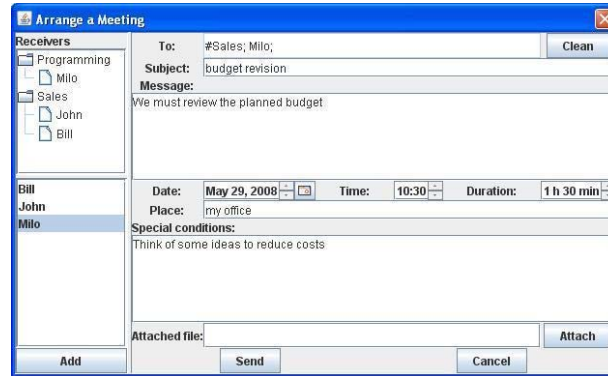 Arrange a Meeting
Receivers
Programming
Milo
Sales
John
Bill
Bill
John
Milo
Add
To: #Sales; Milo; Clean
Subject: budget revision
Message:
We must review the planned budget
Date: May 29, 2008 Time: 10:30 Duration: 1 h 30 min
Place: my office
Special conditions:
Think of some ideas to reduce costs
Attached file: Attach
Send Cancel